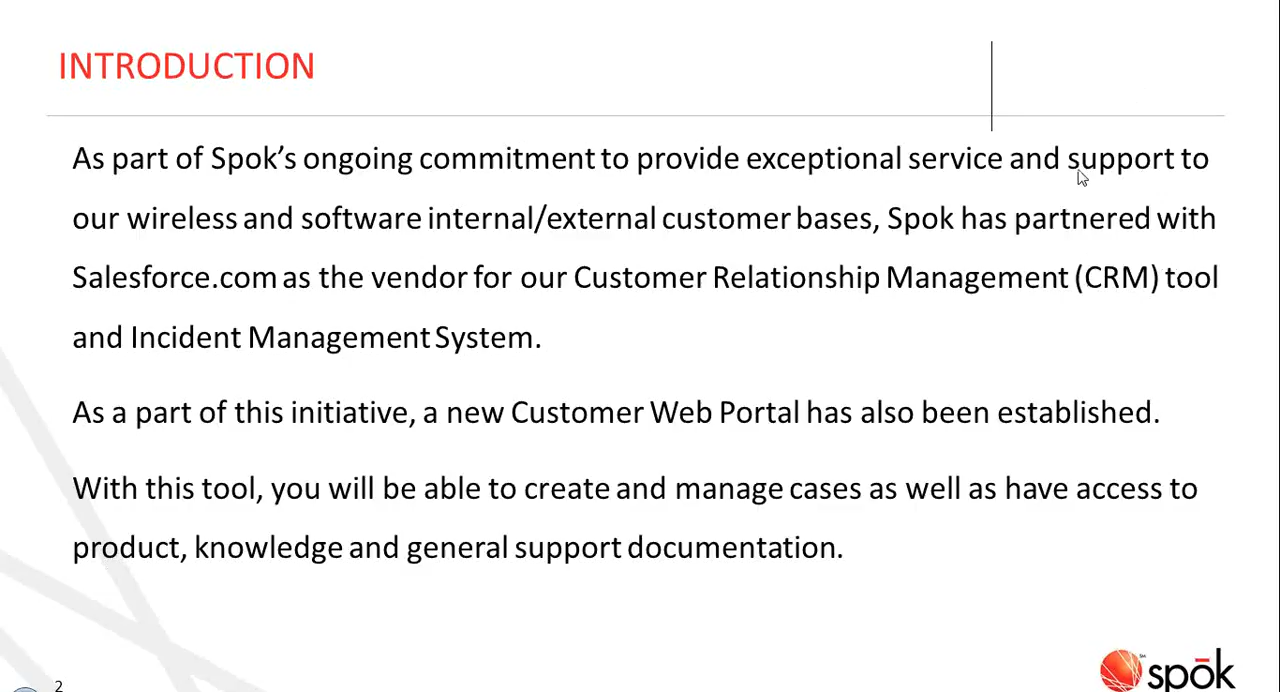 INTRODUCTION
As part of Spok’s ongoing commitment to provide exceptional service and support to
our wireless and software internal/external customer bases, Spok has partnered with
Salesforce.com as the vendor for our Customer Relationship Management (CRM) tool
and Incident Management System.
As a part of this initiative, a new Customer Web Portal has also been established.
With this tool, you will be able to create and manage cases as well as have access to
product, knowledge and general support documentation.
2
SM
spōk